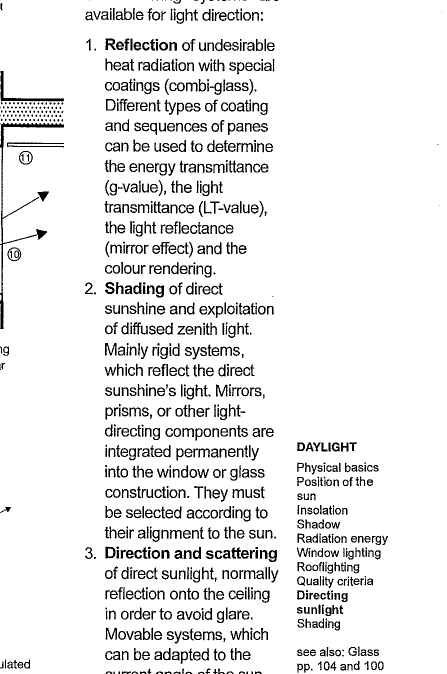 available for light direction:
1. Reflection of undesirable
heat radiation with special
coatings (combi-glass).
Different types of coating
and sequences of panes
can be used to determine
the energy transmittance
(g-value), the light
transmittance (LT-value),
the light reflectance
(mirror effect) and the
colour rendering.
2. Shading of direct
sunshine and exploitation
of diffused zenith light.
Mainly rigid systems,
which reflect the direct
sunshine's light. Mirrors,
prisms, or other light-
directing components are
integrated permanently
into the window or glass
construction. They must
be selected according to
their alignment to the sun.
3. Direction and scattering
of direct sunlight, normally
reflection onto the ceiling
in order to avoid glare.
Movable systems, which
can be adapted to the
current angle of the sun
11
10
ng
r
ulated
DAYLIGHT
Physical basics
Position of the
sun
Insolation
Shadow
Radiation energy
Window lighting
Rooflighting
Quality criteria
Directing
sunlight
Shading
see also: Glass
pp. 104 and 100